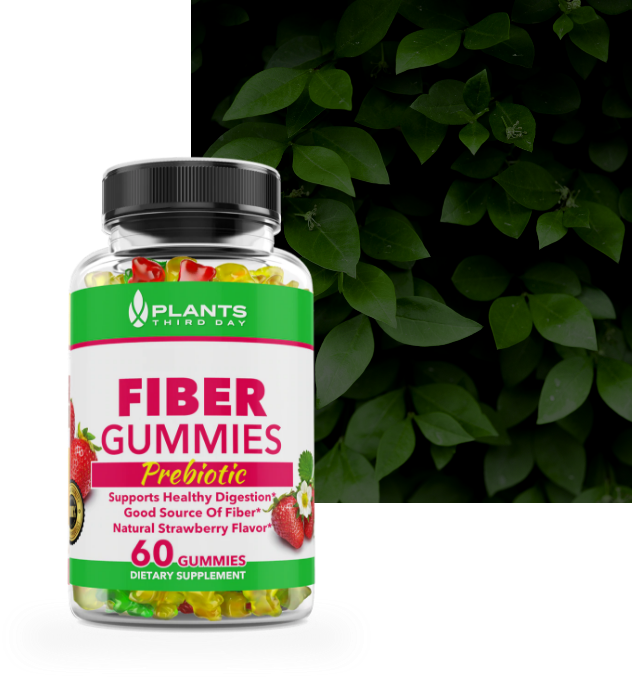 PLANTS
THIRD DAY
FIBER
GUMMIES
Prebiotic
Supports Healthy Digestion*
Good Source Of Fiber*
Natural Strawberry Flavor*
60 GUMMIES
DIETARY SUPPLEMENT